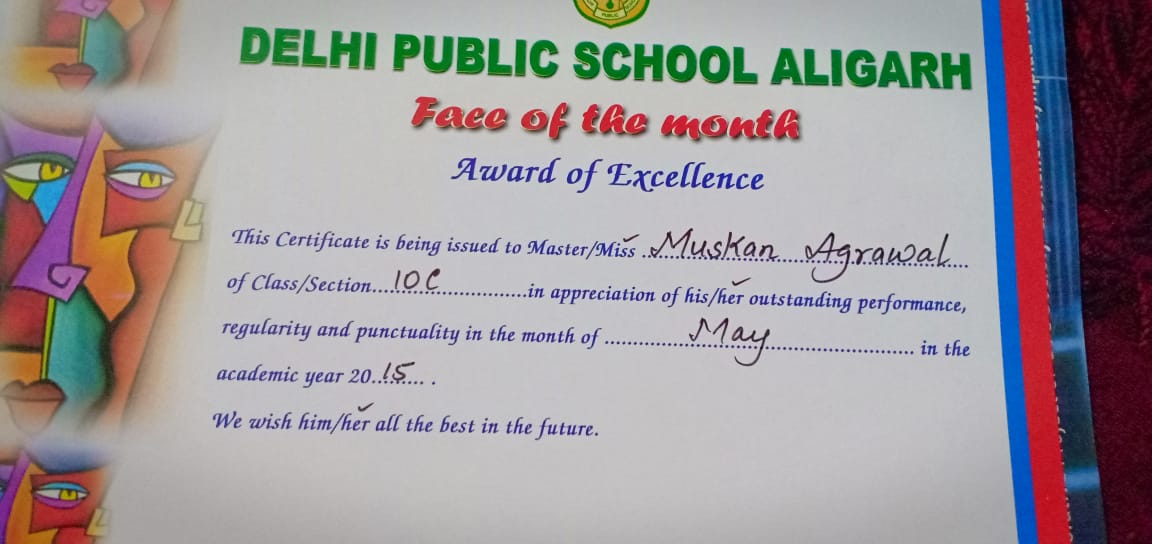 PUBLIC
DELHI PUBLIC SCHOOL ALIGARH
Face of the month
Award of Excellence
This Certificate is being issued to Master/Miss ✓ Muskan Agrawal
of Class/Section....10C..................in appreciation of his/her ✓ outstanding performance,
regularity and punctuality in the month of ............May.............................. in the
academic year 20..15.... .
We wish him/her ✓ all the best in the future.